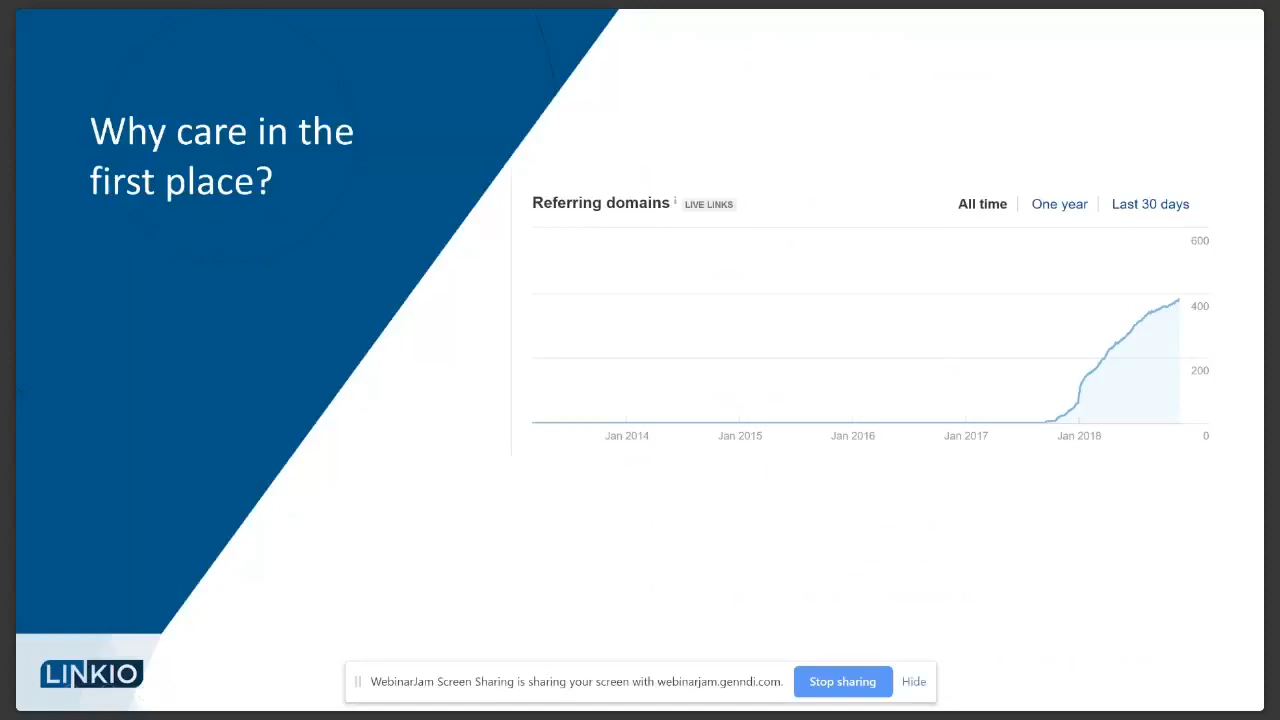 Why care in the
first place?
Referring domains i LIVE LINKS
All time One year Last 30 days
600
400
200
Jan 2014 Jan 2015 Jan 2016 Jan 2017 Jan 2018 0
LINKIO
WebinarJam Screen Sharing is sharing your screen with webinarjam.genndi.com. Stop sharing Hide